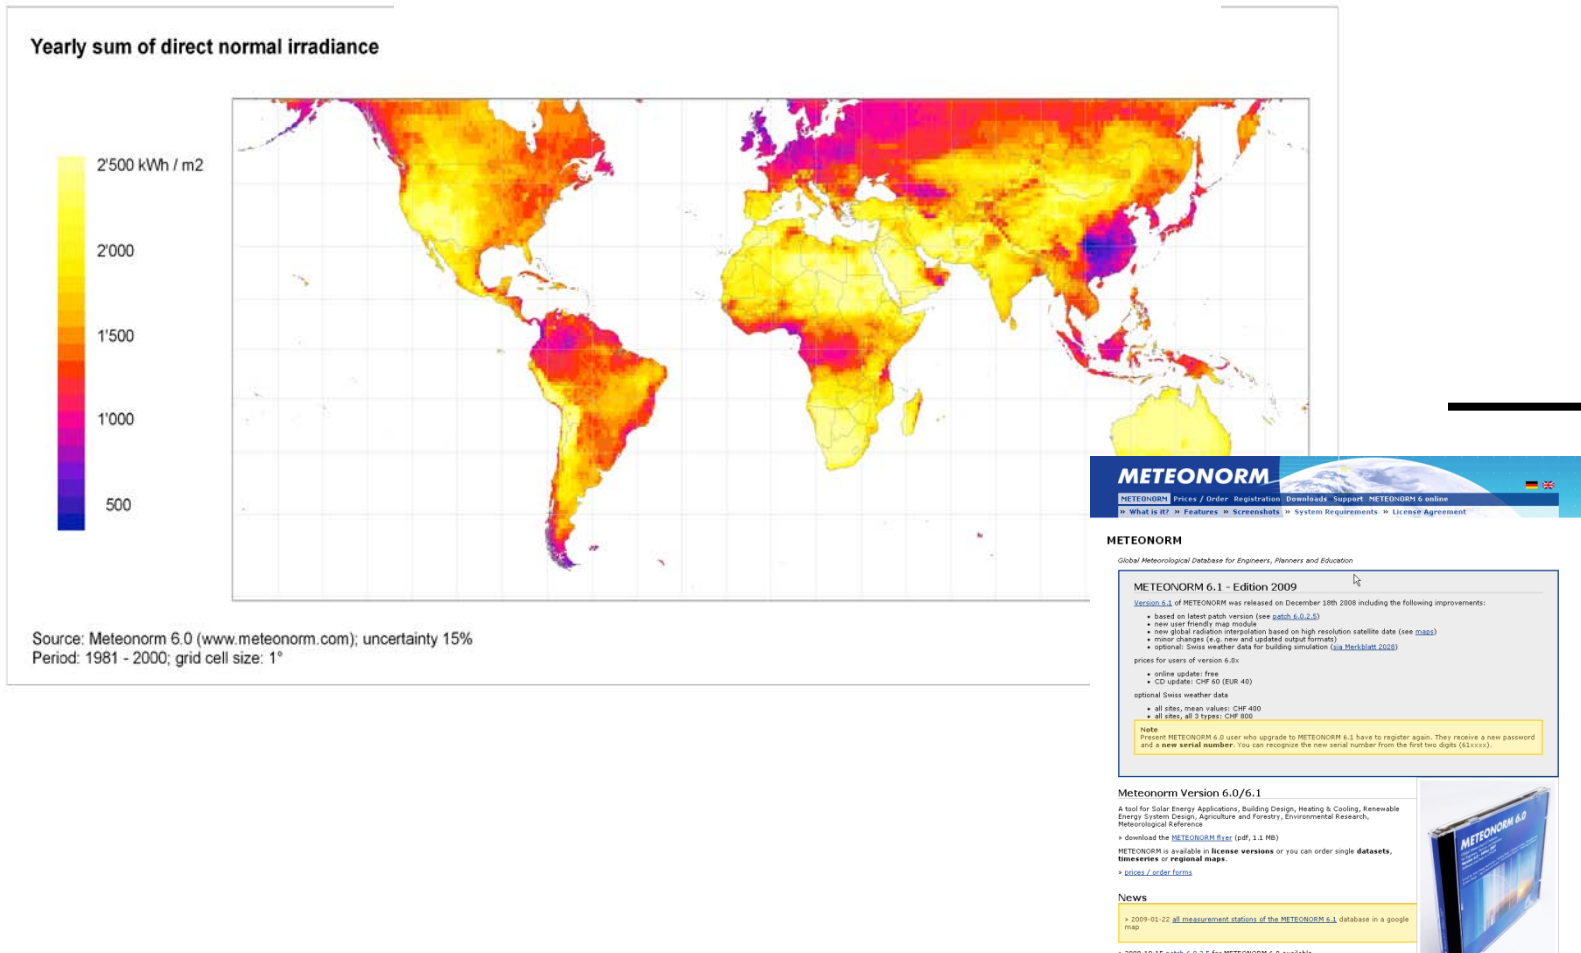 Yearly sum of direct normal irradiance
2'500 kWh / m2
2'000
1'500
1'000
500
Source: Meteonorm 6.0 (www.meteonorm.com); uncertainty 15%
Period: 1981 - 2000; grid cell size: 1°
METEONORM
METEONORM Prices / Order Registration Downloads Support METEONORM 6 online
» What is it? » Features » Screenshots » System Requirements » License Agreement
METEONORM
Global Meteorological Database for Engineers, Planners and Education
METEONORM 6.1 - Edition 2009
Version 6.1 of METEONORM was released on December 18th 2008 including the following improvements:
• based on latest patch version (see patch 6.0.2.5)
• new user friendly map module
• new global radiation interpolation based on high resolution satellite date (see maps)
• minor changes (e.g. new and updated output formats)
• optional: Swiss weather data for building simulation (sia Merkblatt 2028)
prices for users of version 6.0x
• online update: free
• CD update: CHF 60 (EUR 40)
optional Swiss weather data
• all sites, mean values: CHF 400
• all sites, all 3 types: CHF 800
Note
Present METEONORM 6.0 user who upgrade to METEONORM 6.1 have to register again. They receive a new password
and a new serial number. You can recognize the new serial number from the first two digits (61xxxx).
Meteonorm Version 6.0/6.1
A tool for Solar Energy Applications, Building Design, Heating & Cooling, Renewable
Energy System Design, Agriculture and Forestry, Environmental Research,
Meteorological Reference
» download the METEONORM flyer (pdf, 1.1 MB)
METEONORM is available in license versions or you can order single datasets,
timeseries or regional maps.
» prices / order forms
METEONORM 6.0
News
» 2009-01-22 all measurement stations of the METEONORM 6.1 database in a google
map